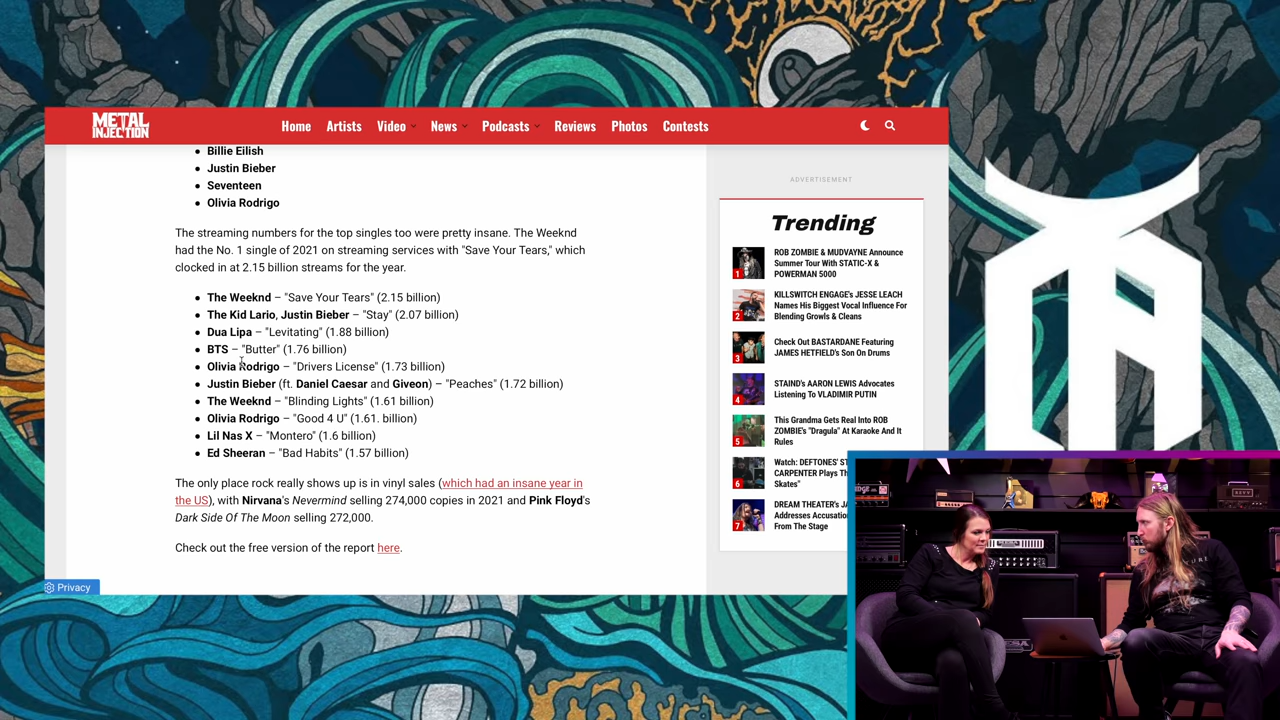 METAL
INJECTION
Home Artists Video News Podcasts Reviews Photos Contests
Billie Eilish
Justin Bieber
Seventeen
Olivia Rodrigo
The streaming numbers for the top singles too were pretty insane. The Weeknd
had the No. 1 single of 2021 on streaming services with "Save Your Tears," which
clocked in at 2.15 billion streams for the year.
The Weeknd – "Save Your Tears" (2.15 billion)
The Kid Lario, Justin Bieber – "Stay" (2.07 billion)
Dua Lipa – "Levitating" (1.88 billion)
BTS – "Butter" (1.76 billion)
Olivia Rodrigo – "Drivers License" (1.73 billion)
Justin Bieber (ft. Daniel Caesar and Giveon) – "Peaches" (1.72 billion)
The Weeknd – "Blinding Lights" (1.61 billion)
Olivia Rodrigo – "Good 4 U" (1.61. billion)
Lil Nas X – "Montero" (1.6 billion)
Ed Sheeran – "Bad Habits" (1.57 billion)
The only place rock really shows up is in vinyl sales (which had an insane year in
the US), with Nirvana's Nevermind selling 274,000 copies in 2021 and Pink Floyd's
Dark Side Of The Moon selling 272,000.
Check out the free version of the report here.
Privacy
ADVERTISEMENT
Trending
1
ROB ZOMBIE & MUDVAYNE Announce
Summer Tour With STATIC-X &
POWERMAN 5000
2
KILLSWITCH ENGAGE's JESSE LEACH
Names His Biggest Vocal Influence For
Blending Growls & Cleans
3
Check Out BASTARDANE Featuring
JAMES HETFIELD's Son On Drums
4
STAIND's AARON LEWIS Advocates
Listening To VLADIMIR PUTIN
5
This Grandma Gets Real Into ROB
ZOMBIE's "Dragula" At Karaoke And It
Rules
6
Watch: DEFTONES' ST
CARPENTER Plays Th
Skates"
7
DREAM THEATER's JA
Addresses Accusatio
From The Stage